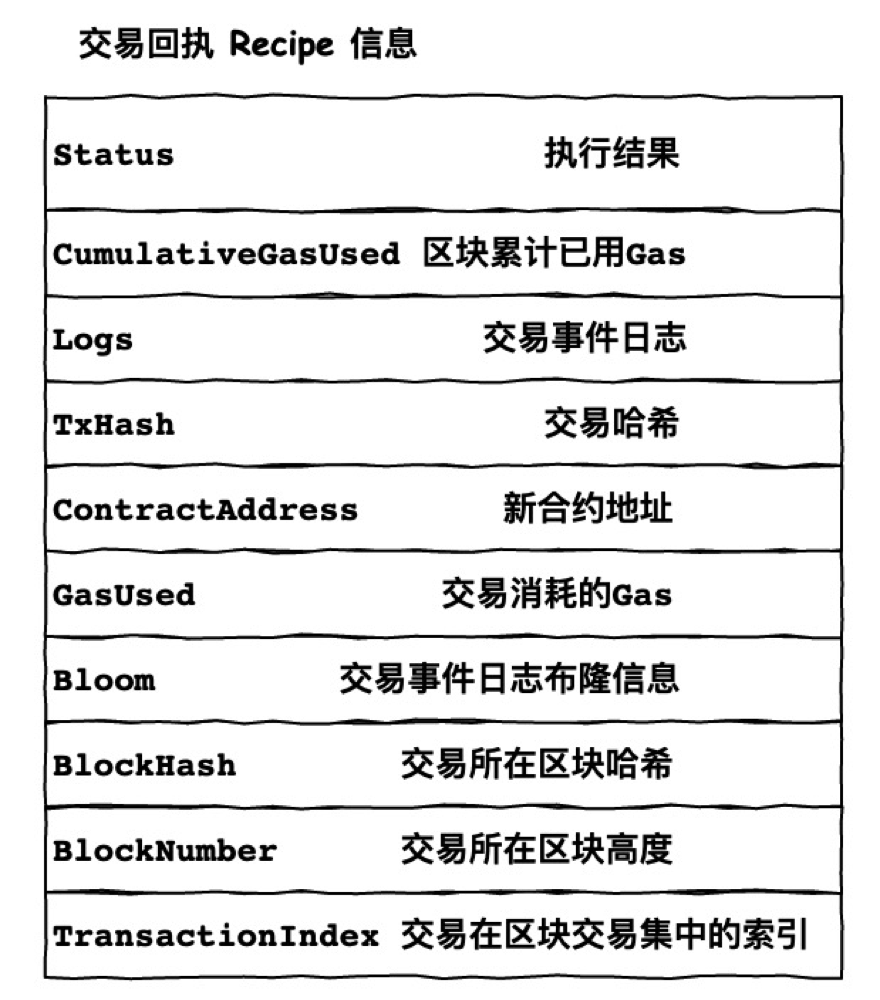 交易回执 Recipe 信息
Status 执行结果
CumulativeGasUsed 区块累计已用Gas
Logs 交易事件日志
TxHash 交易哈希
ContractAddress 新合约地址
GasUsed 交易消耗的Gas
Bloom 交易事件日志布隆信息
BlockHash 交易所在区块哈希
BlockNumber 交易所在区块高度
TransactionIndex 交易在区块交易集中的索引